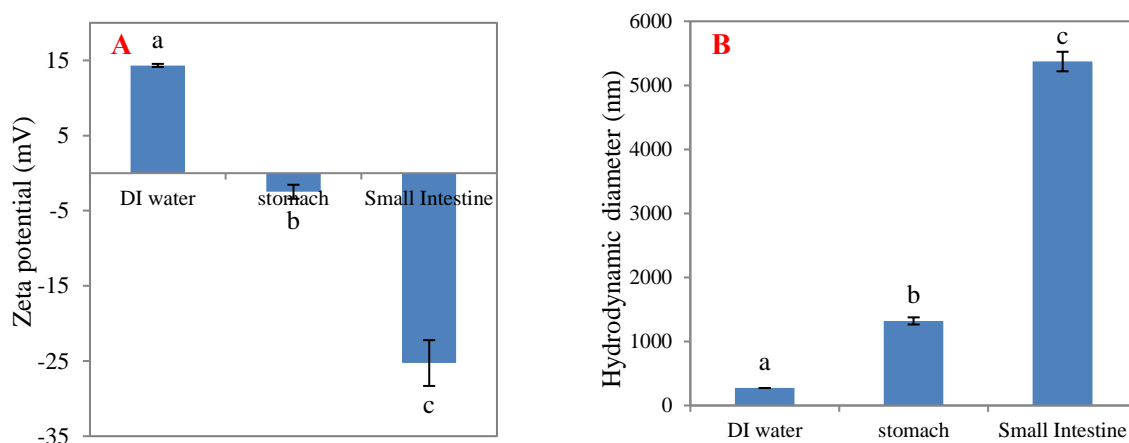 A
Zeta potential (mV)
15
5
-5
-15
-25
-35
a
b
c
DI water
stomach
Small Intestine
B
Hydrodynamic diameter (nm)
6000
5000
4000
3000
2000
1000
0
a
b
c
DI water
stomach
Small Intestine